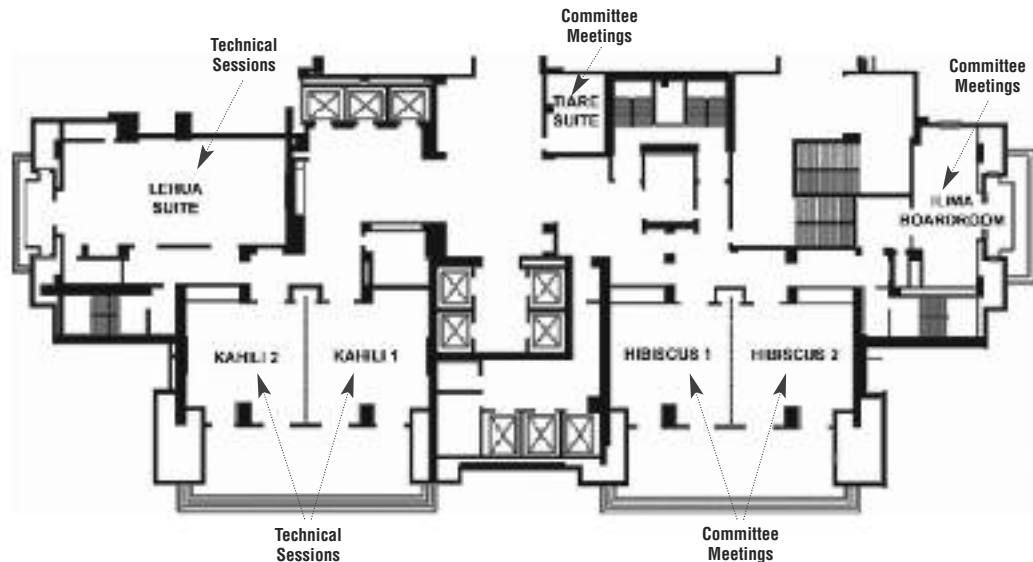 Committee
Meetings
Technical
Sessions
Committee
Meetings
TIARE
SUITE
LEHUA
SUITE
ILIMA
BOARDROOM
KAHILI 2
KAHILI 1
HIBISCUS 1
HIBISCUS 2
Technical
Sessions
Committee
Meetings